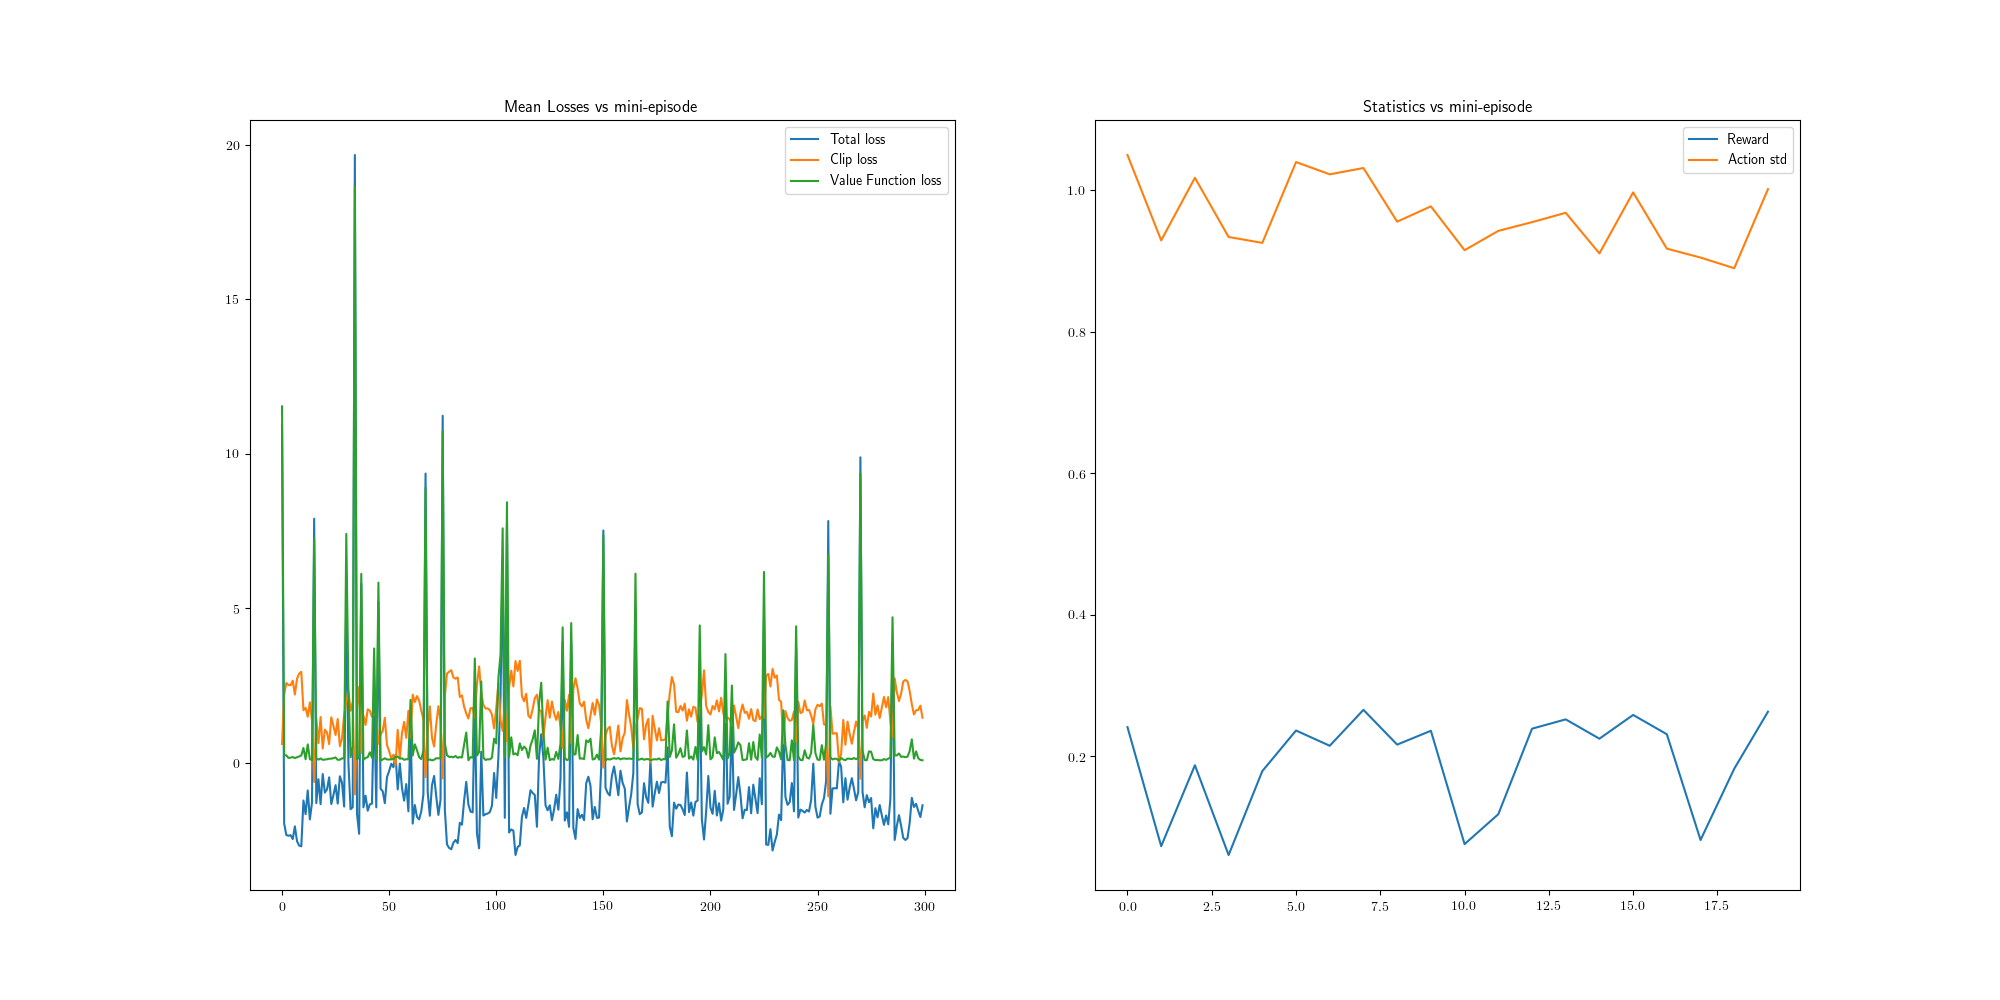 Mean Losses vs mini-episode
Total loss
Clip loss
Value Function loss
20
15
10
5
0
0 50 100 150 200 250 300
Statistics vs mini-episode
Reward
Action std
1.0
0.8
0.6
0.4
0.2
0.0 2.5 5.0 7.5 10.0 12.5 15.0 17.5